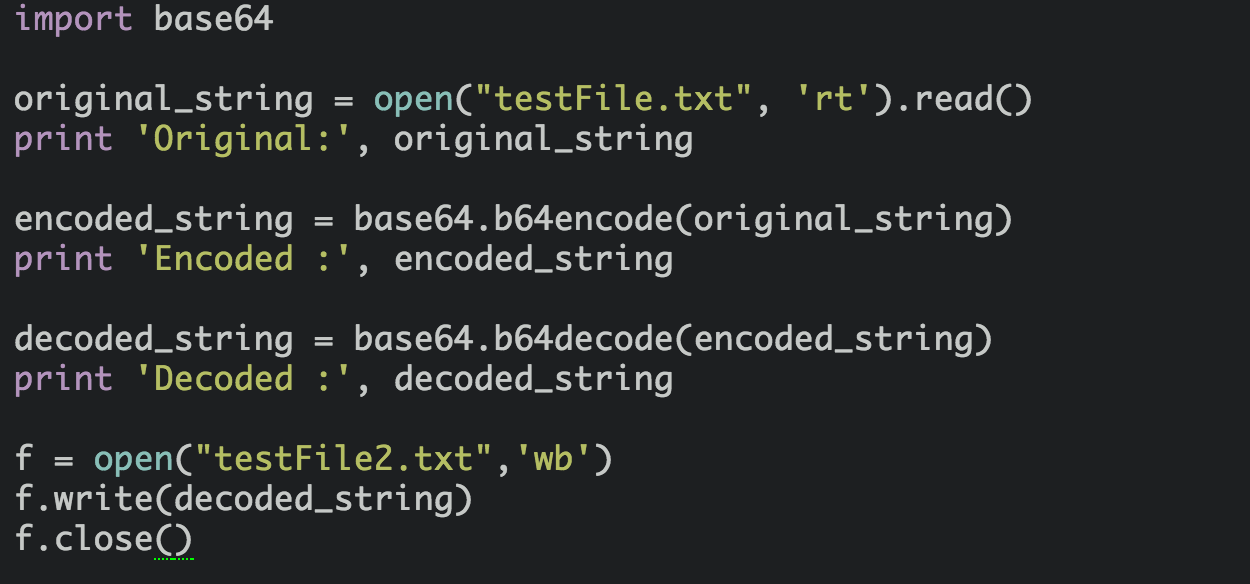 import base64
original_string = open("testFile.txt", 'rt').read()
print 'Original:', original_string
encoded_string = base64.b64encode(original_string)
print 'Encoded :', encoded_string
decoded_string = base64.b64decode(encoded_string)
print 'Decoded :', decoded_string
f = open("testFile2.txt",'wb')
f.write(decoded_string)
f.close()